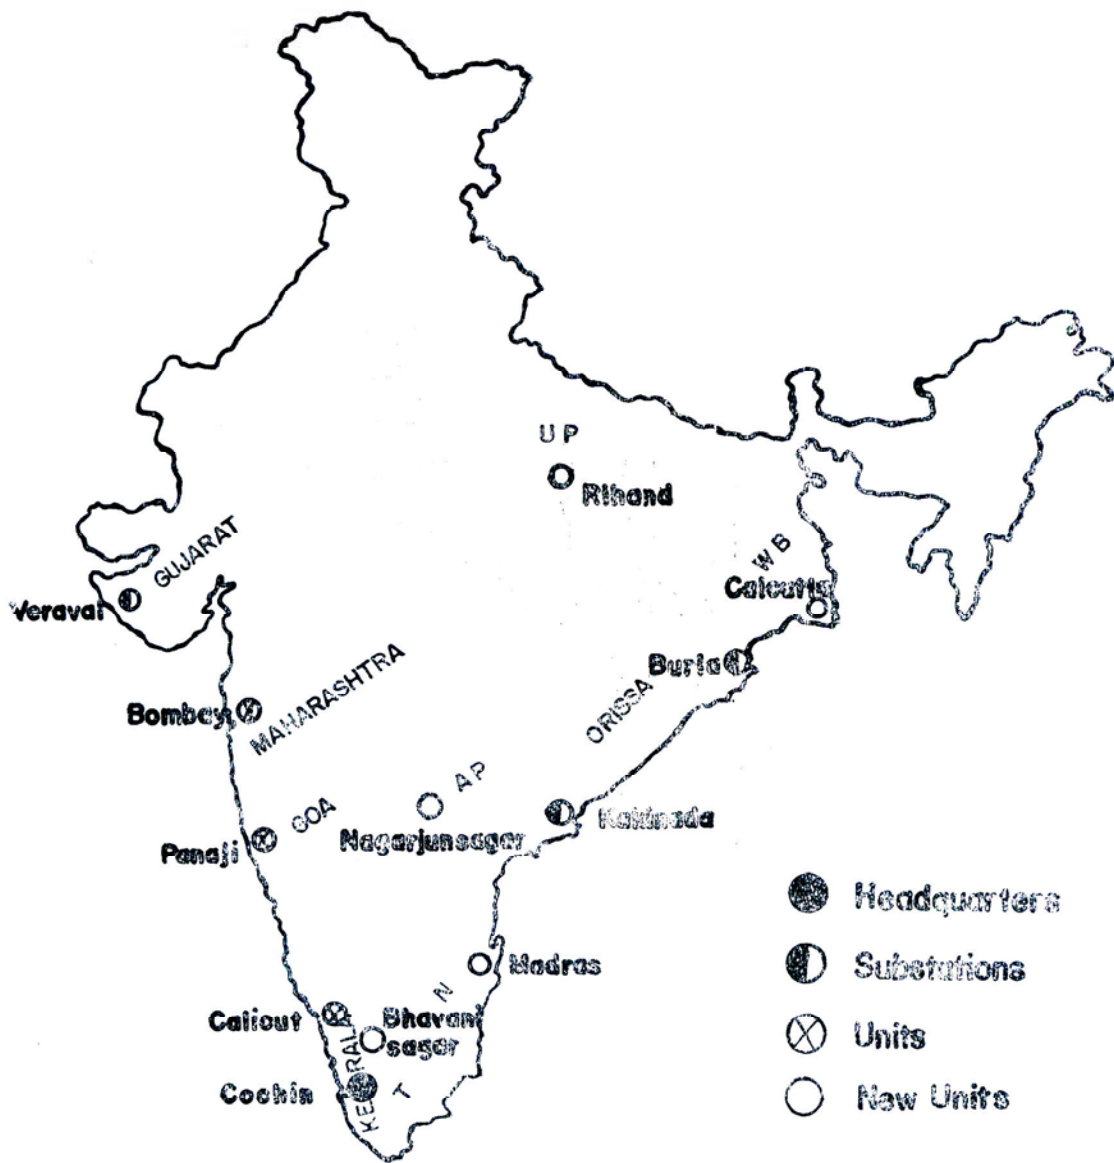 U P
Rihand
GUJARAT
Veraval
W B
Calcutta
Burla
ORISSA
MAHARASHTRA
Bombay
A P
Nagarjunsagar
Kakinada
GOA
Panaji
Headquarters
Madras
Substations
T N
Calicut
Bhavani
sagar
Units
KERALA
Cochin
New Units